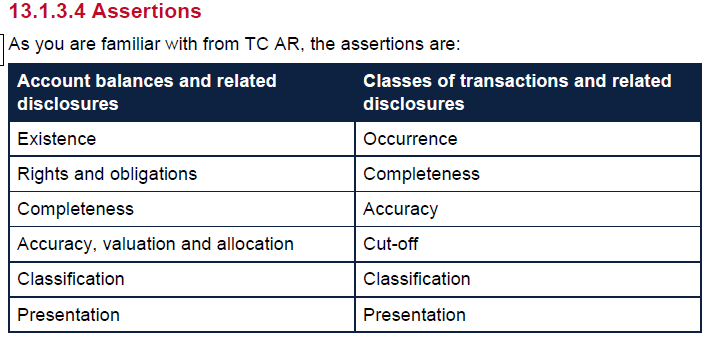 13.1.3.4 Assertions
As you are familiar with from TC AR, the assertions are:
Account balances and related disclosures
Classes of transactions and related disclosures
Existence
Occurrence
Rights and obligations
Completeness
Completeness
Accuracy
Accuracy, valuation and allocation
Cut-off
Classification
Classification
Presentation
Presentation